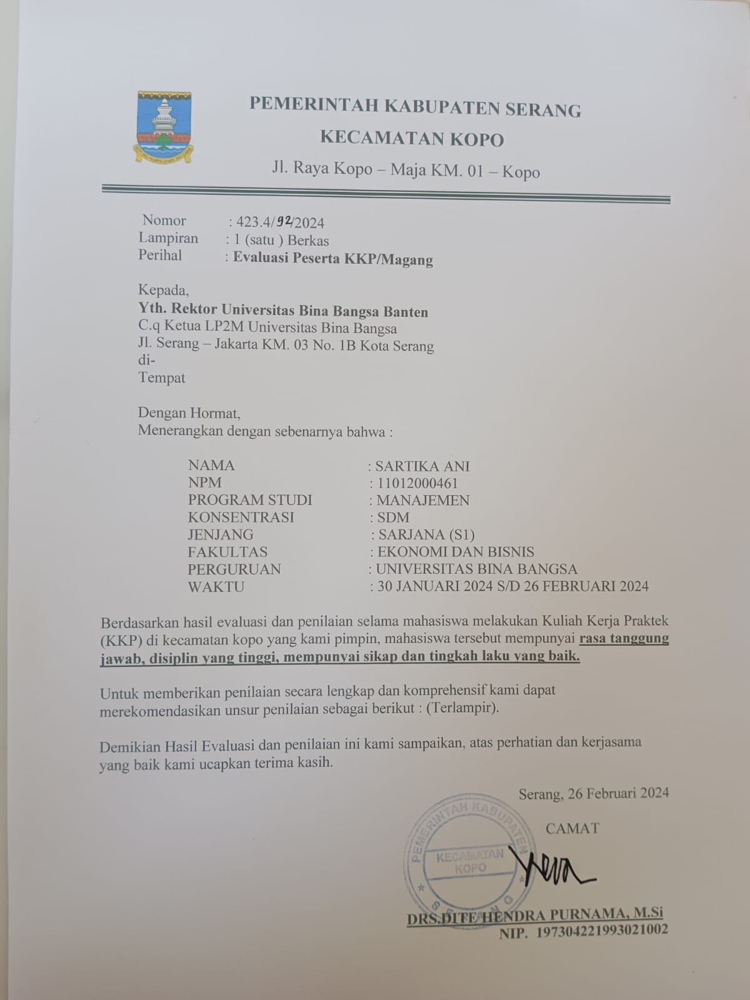 PEMERINTAH KABUPATEN SERANG
KECAMATAN KOPO
Jl. Raya Kopo – Maja KM. 01 – Kopo
Nomor : 423.4/92/2024
Lampiran : 1 (satu ) Berkas
Perihal : Evaluasi Peserta KKP/Magang
Kepada,
Yth. Rektor Universitas Bina Bangsa Banten
C.q Ketua LP2M Universitas Bina Bangsa
Jl. Serang – Jakarta KM. 03 No. 1B Kota Serang
di-
Tempat
Dengan Hormat,
Menerangkan dengan sebenarnya bahwa :
NAMA : SARTIKA ANI
NPM : 11012000461
PROGRAM STUDI : MANAJEMEN
KONSENTRASI : SDM
JENJANG : SARJANA (S1)
FAKULTAS : EKONOMI DAN BISNIS
PERGURUAN : UNIVERSITAS BINA BANGSA
WAKTU : 30 JANUARI 2024 S/D 26 FEBRUARI 2024
Berdasarkan hasil evaluasi dan penilaian selama mahasiswa melakukan Kuliah Kerja Praktek
(KKP) di kecamatan kopo yang kami pimpin, mahasiswa tersebut mempunyai rasa tanggung
jawab, disiplin yang tinggi, mempunyai sikap dan tingkah laku yang baik.
Untuk memberikan penilaian secara lengkap dan komprehensif kami dapat
merekomendasikan unsur penilaian sebagai berikut : (Terlampir).
Demikian Hasil Evaluasi dan penilaian ini kami sampaikan, atas perhatian dan kerjasama
yang baik kami ucapkan terima kasih.
Serang, 26 Februari 2024
CAMAT
PEMERINTAH KABUPATEN
KECAMATAN
KOPO
SERANG
DRS.DITE HENDRA PURNAMA, M.Si
NIP. 197304221993021002